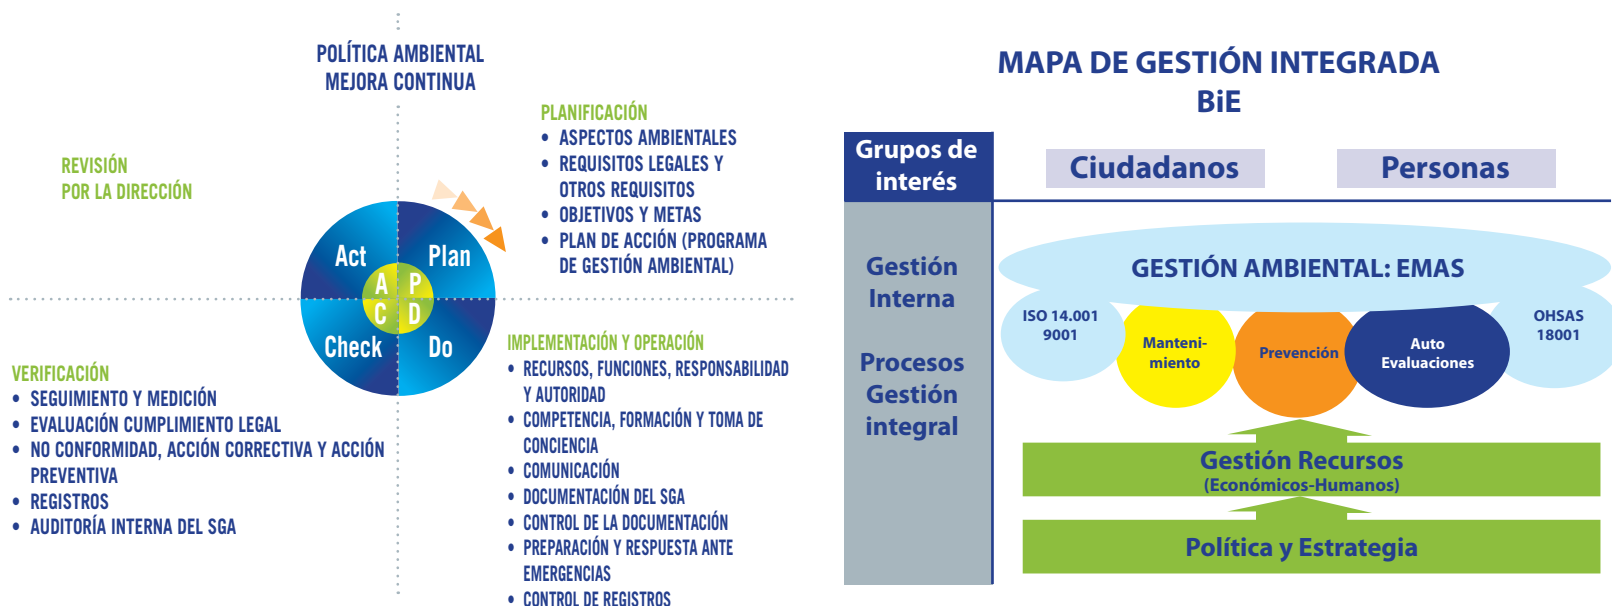 POLÍTICA AMBIENTAL
MEJORA CONTINUA
REVISIÓN
POR LA DIRECCIÓN
PLANIFICACIÓN
• ASPECTOS AMBIENTALES
• REQUISITOS LEGALES Y
OTROS REQUISITOS
• OBJETIVOS Y METAS
• PLAN DE ACCIÓN (PROGRAMA
DE GESTIÓN AMBIENTAL)
Act
Plan
A
P
C
D
Check
Do
VERIFICACIÓN
• SEGUIMIENTO Y MEDICIÓN
• EVALUACIÓN CUMPLIMIENTO LEGAL
• NO CONFORMIDAD, ACCIÓN CORRECTIVA Y ACCIÓN
PREVENTIVA
• REGISTROS
• AUDITORÍA INTERNA DEL SGA
IMPLEMENTACIÓN Y OPERACIÓN
• RECURSOS, FUNCIONES, RESPONSABILIDAD
Y AUTORIDAD
• COMPETENCIA, FORMACIÓN Y TOMA DE
CONCIENCIA
• COMUNICACIÓN
• DOCUMENTACIÓN DEL SGA
• CONTROL DE LA DOCUMENTACIÓN
• PREPARACIÓN Y RESPUESTA ANTE
EMERGENCIAS
• CONTROL DE REGISTROS
MAPA DE GESTIÓN INTEGRADA
BiE
Grupos de
interés
Ciudadanos
Personas
Gestión
Interna
Procesos
Gestión
integral
GESTIÓN AMBIENTAL: EMAS
ISO 14.001
9001
Manteni-
miento
Prevención
Auto
Evaluaciones
OHSAS
18001
Gestión Recursos
(Económicos-Humanos)
Política y Estrategia